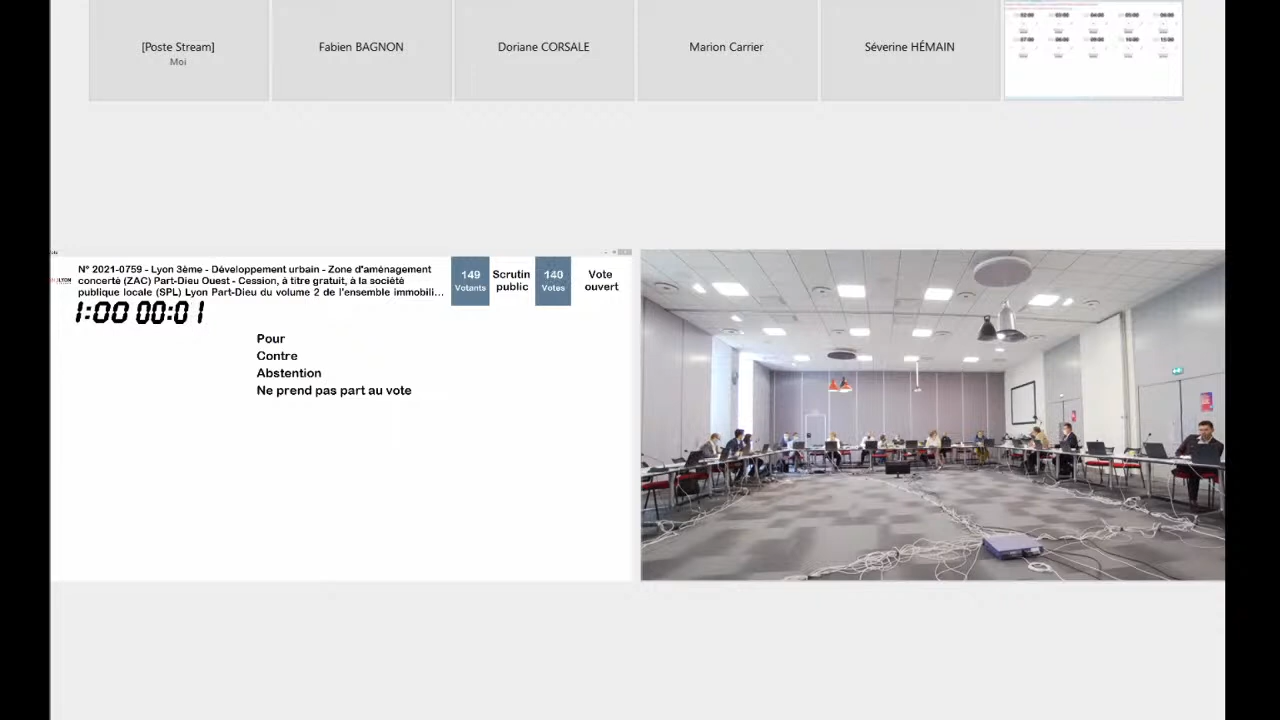 [Poste Stream]
Moi
Fabien BAGNON
Doriane CORSALE
Marion Carrier
Séverine HÉMAIN
N° 2021-0759 - Lyon 3ème - Développement urbain - Zone d'aménagement
concerté (ZAC) Part-Dieu Ouest - Cession, à titre gratuit, à la société
publique locale (SPL) Lyon Part-Dieu du volume 2 de l'ensemble immobili...
LYON
149
Votants
Scrutin
public
140
Votes
Vote
ouvert
1:00 00:01
Pour
Contre
Abstention
Ne prend pas part au vote